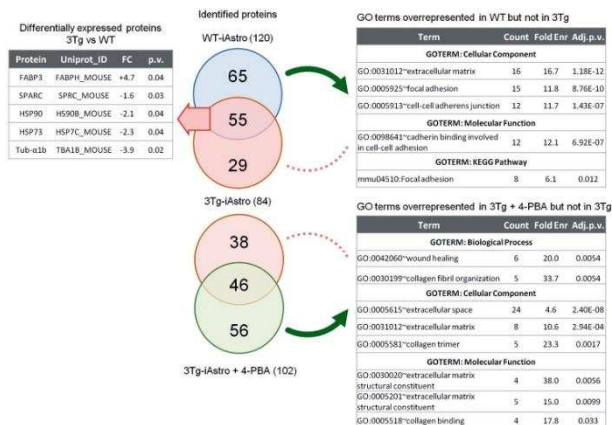 Differentially expressed proteins
3Tg vs WT
Protein Uniprot_ID FC p.v.
FABP3 FABPH_MOUSE +4.7 0.04
SPARC SPRC_MOUSE -1.6 0.03
HSP90 HS90B_MOUSE -2.1 0.04
HSP73 HSP7C_MOUSE -2.3 0.04
Tub-α1b TBA1B_MOUSE -3.9 0.02
Identified proteins
WT-iAstro (120)
65
55
29
3Tg-iAstro (84)
38
46
56
3Tg-iAstro + 4-PBA (102)
GO terms overrepresented in WT but not in 3Tg
Term Count Fold Enr Adj.p.v.
GOTERM: Cellular Component
GO:0031012~extracellular matrix 16 16.7 1.18E-12
GO:0005925~focal adhesion 15 11.8 8.76E-10
GO:0005913~cell-cell adherens junction 12 11.7 1.43E-07
GOTERM: Molecular Function
GO:0098641~cadherin binding involved
in cell-cell adhesion 12 12.1 6.92E-07
GOTERM: KEGG Pathway
mmu04510:Focal adhesion 8 6.1 0.012
GO terms overrepresented in 3Tg + 4-PBA but not in 3Tg
Term Count Fold Enr Adj.p.v.
GOTERM: Biological Process
GO:0042060~wound healing 6 20.0 0.0054
GO:0030199~collagen fibril organization 5 33.7 0.0054
GOTERM: Cellular Component
GO:0005615~extracellular space 24 4.6 2.40E-08
GO:0031012~extracellular matrix 8 10.6 2.94E-04
GO:0005581~collagen trimer 5 23.3 0.0017
GOTERM: Molecular Function
GO:0030020~extracellular matrix
structural constituent 4 38.0 0.0056
GO:0005201~extracellular matrix
structural constituent 5 15.0 0.0099
GO:0005518~collagen binding 4 17.8 0.033